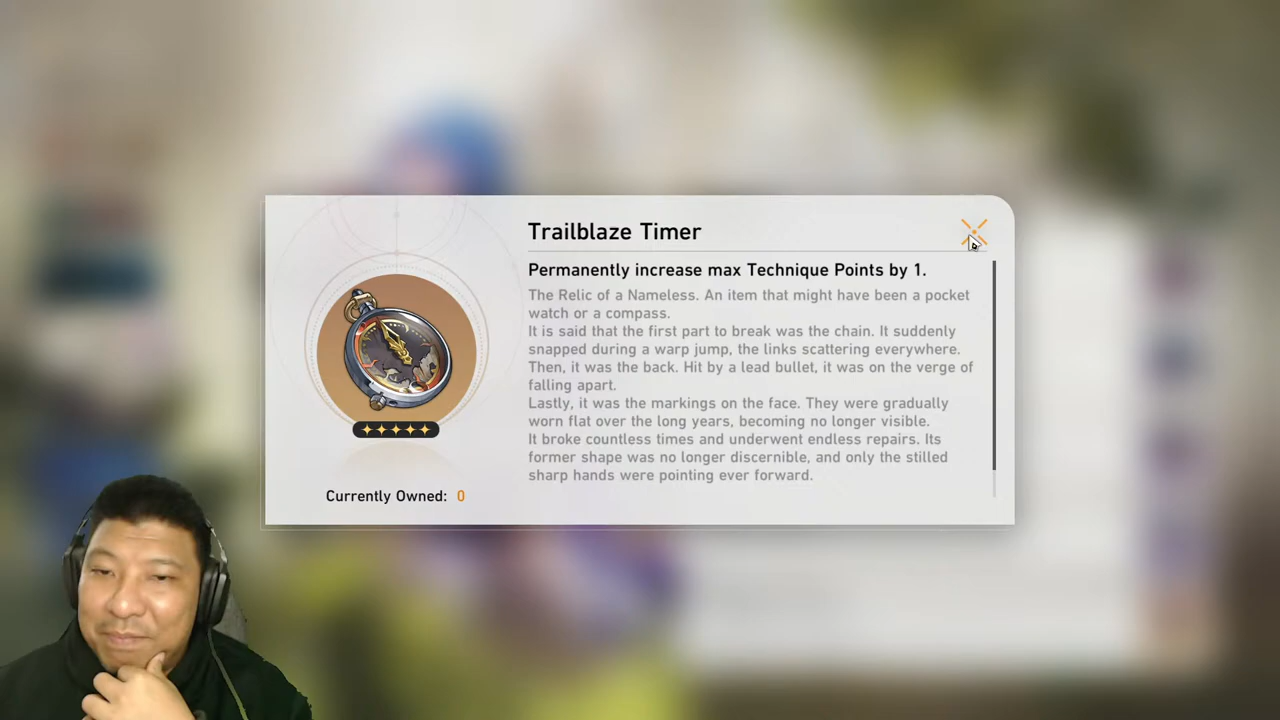 Trailblaze Timer
Permanently increase max Technique Points by 1.
The Relic of a Nameless. An item that might have been a pocket
watch or a compass.
It is said that the first part to break was the chain. It suddenly
snapped during a warp jump, the links scattering everywhere.
Then, it was the back. Hit by a lead bullet, it was on the verge of
falling apart.
Lastly, it was the markings on the face. They were gradually
worn flat over the long years, becoming no longer visible.
It broke countless times and underwent endless repairs. Its
former shape was no longer discernible, and only the stilled
sharp hands were pointing ever forward.
Currently Owned: 0